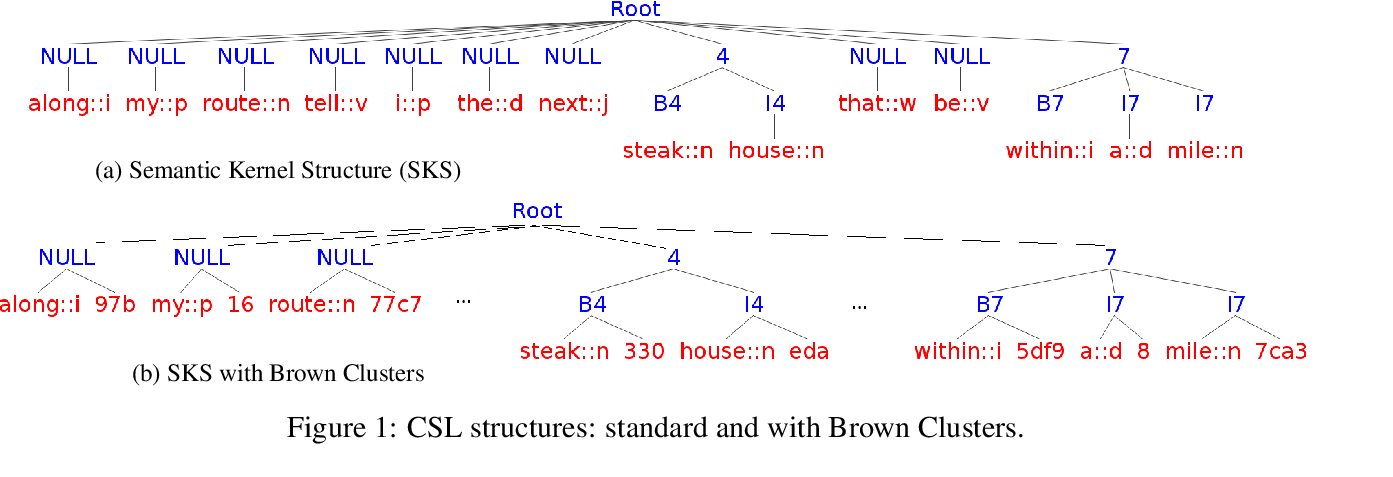 Root
NULL NULL NULL NULL NULL NULL NULL 4 NULL NULL 7
along::i my::p route::n tell::v i::p the::d next::j B4 I4 that::w be::v B7 I7 I7
steak::n house::n within::i a::d mile::n
(a) Semantic Kernel Structure (SKS)
Root
NULL NULL NULL 4 7
along::i 97b my::p 16 route::n 77c7 ... B4 I4 ... B7 I7 I7
steak::n 330 house::n eda within::i 5df9 a::d 8 mile::n 7ca3
(b) SKS with Brown Clusters
Figure 1: CSL structures: standard and with Brown Clusters.